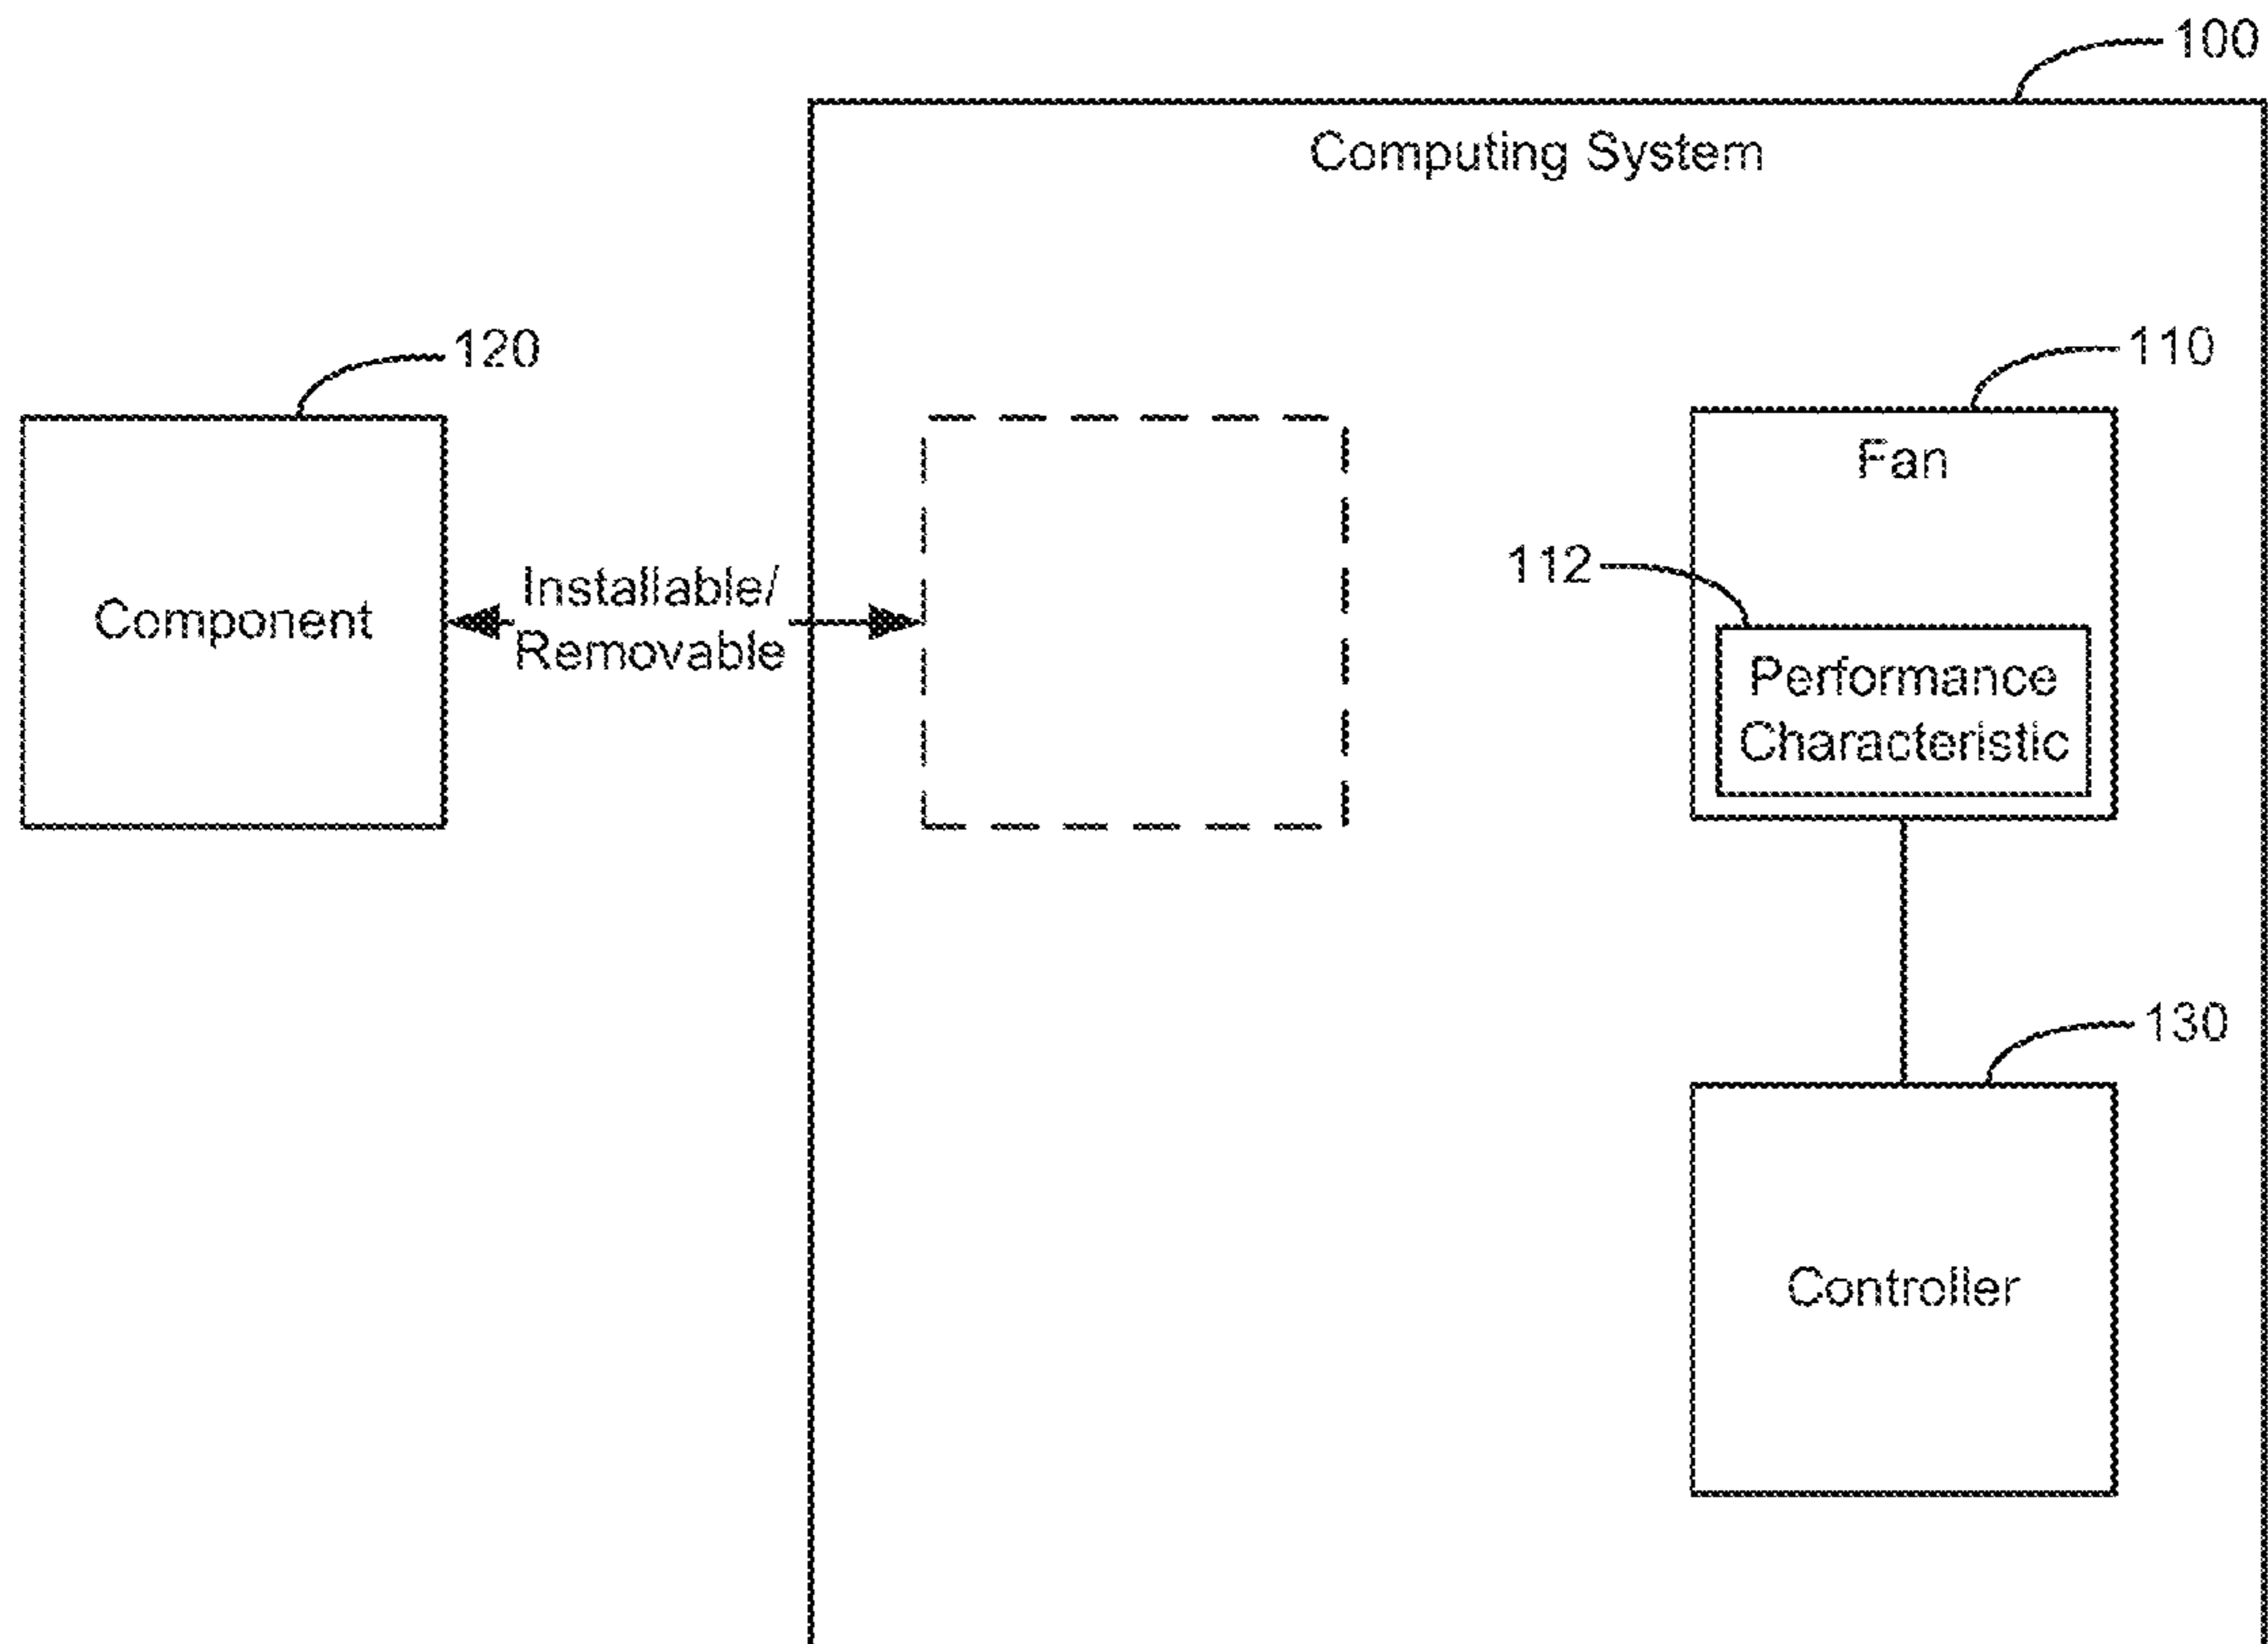 100
Computing System
120
110
Fan
112
Installable/
Removable
Component
Performance
Characteristic
130
Controller